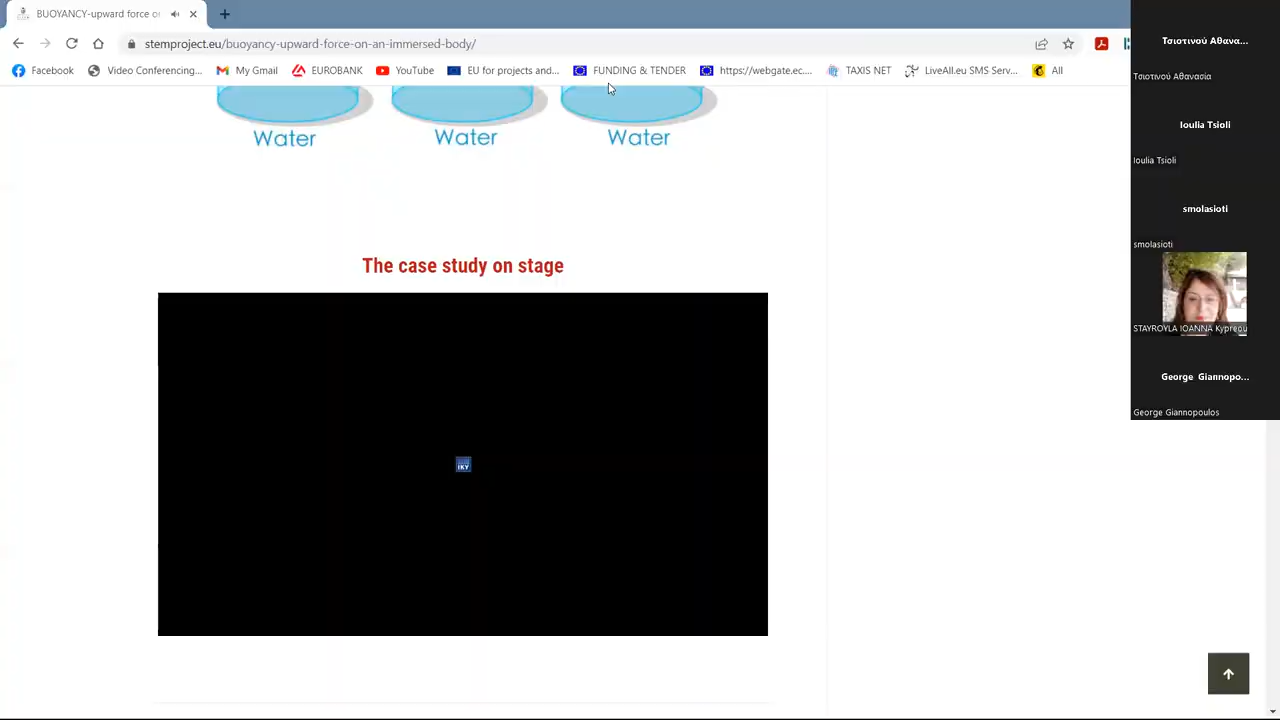 BUOYANCY-upward force o
stemproject.eu/buoyancy-upward-force-on-an-immersed-body/
Facebook
Video Conferencing...
My Gmail
EUROBANK
YouTube
EU for projects and...
FUNDING & TENDER
https://webgate.ec....
TAXIS NET
LiveAll.eu SMS Serv...
All
Water
Water
Water
The case study on stage
IKY
Τσιοτινού Αθανα...
Τσιοτινού Αθανασία
Ioulia Tsioli
Ioulia Tsioli
smolasioti
smolasioti
STAYROYLA IOANNA Kypreou
George Giannopo...
George Giannopoulos